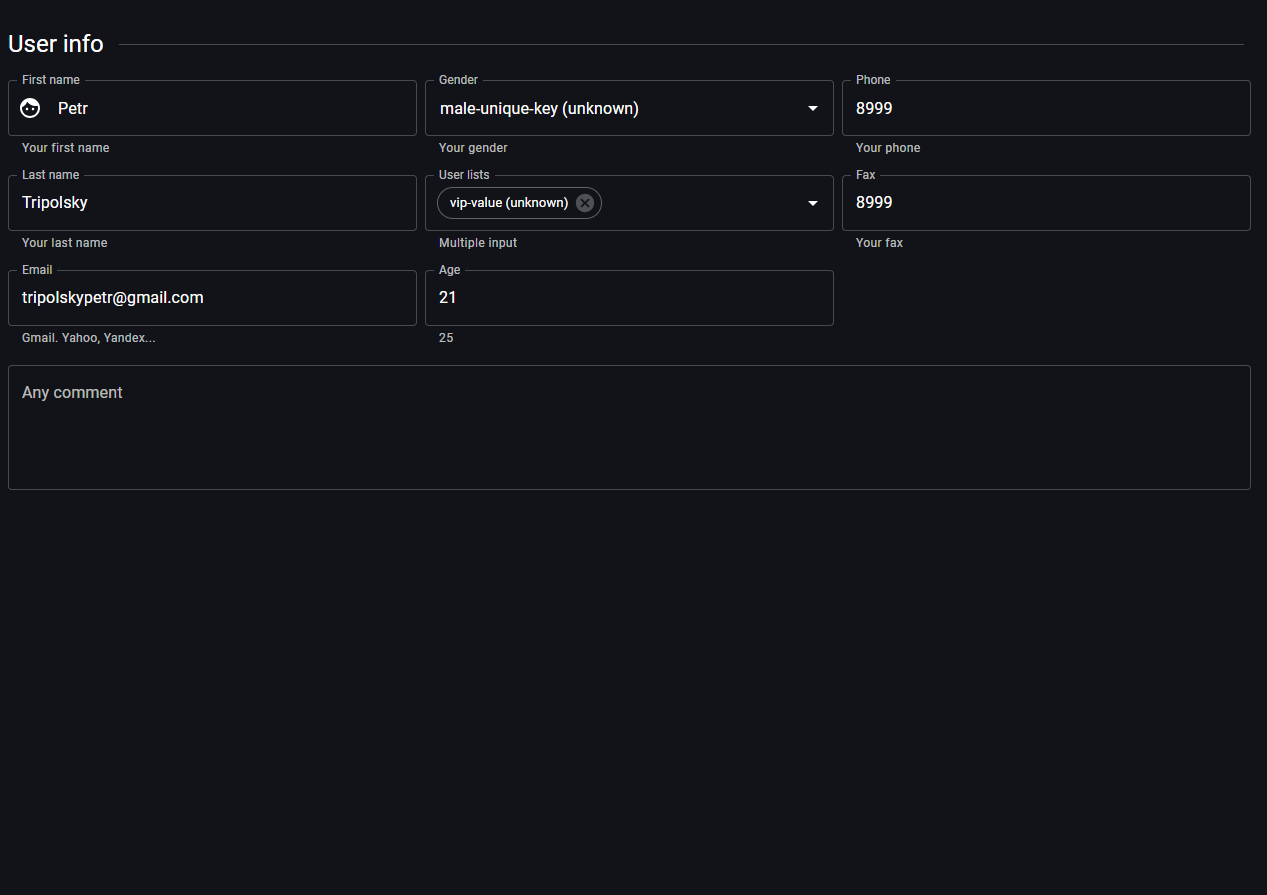 User info
First name
Petr
Your first name
Gender
male-unique-key (unknown)
Your gender
Phone
8999
Your phone
Last name
Tripolsky
Your last name
User lists
vip-value (unknown)
Multiple input
Fax
8999
Your fax
Email
tripolskypetr@gmail.com
Gmail. Yahoo, Yandex...
Age
21
25
Any comment